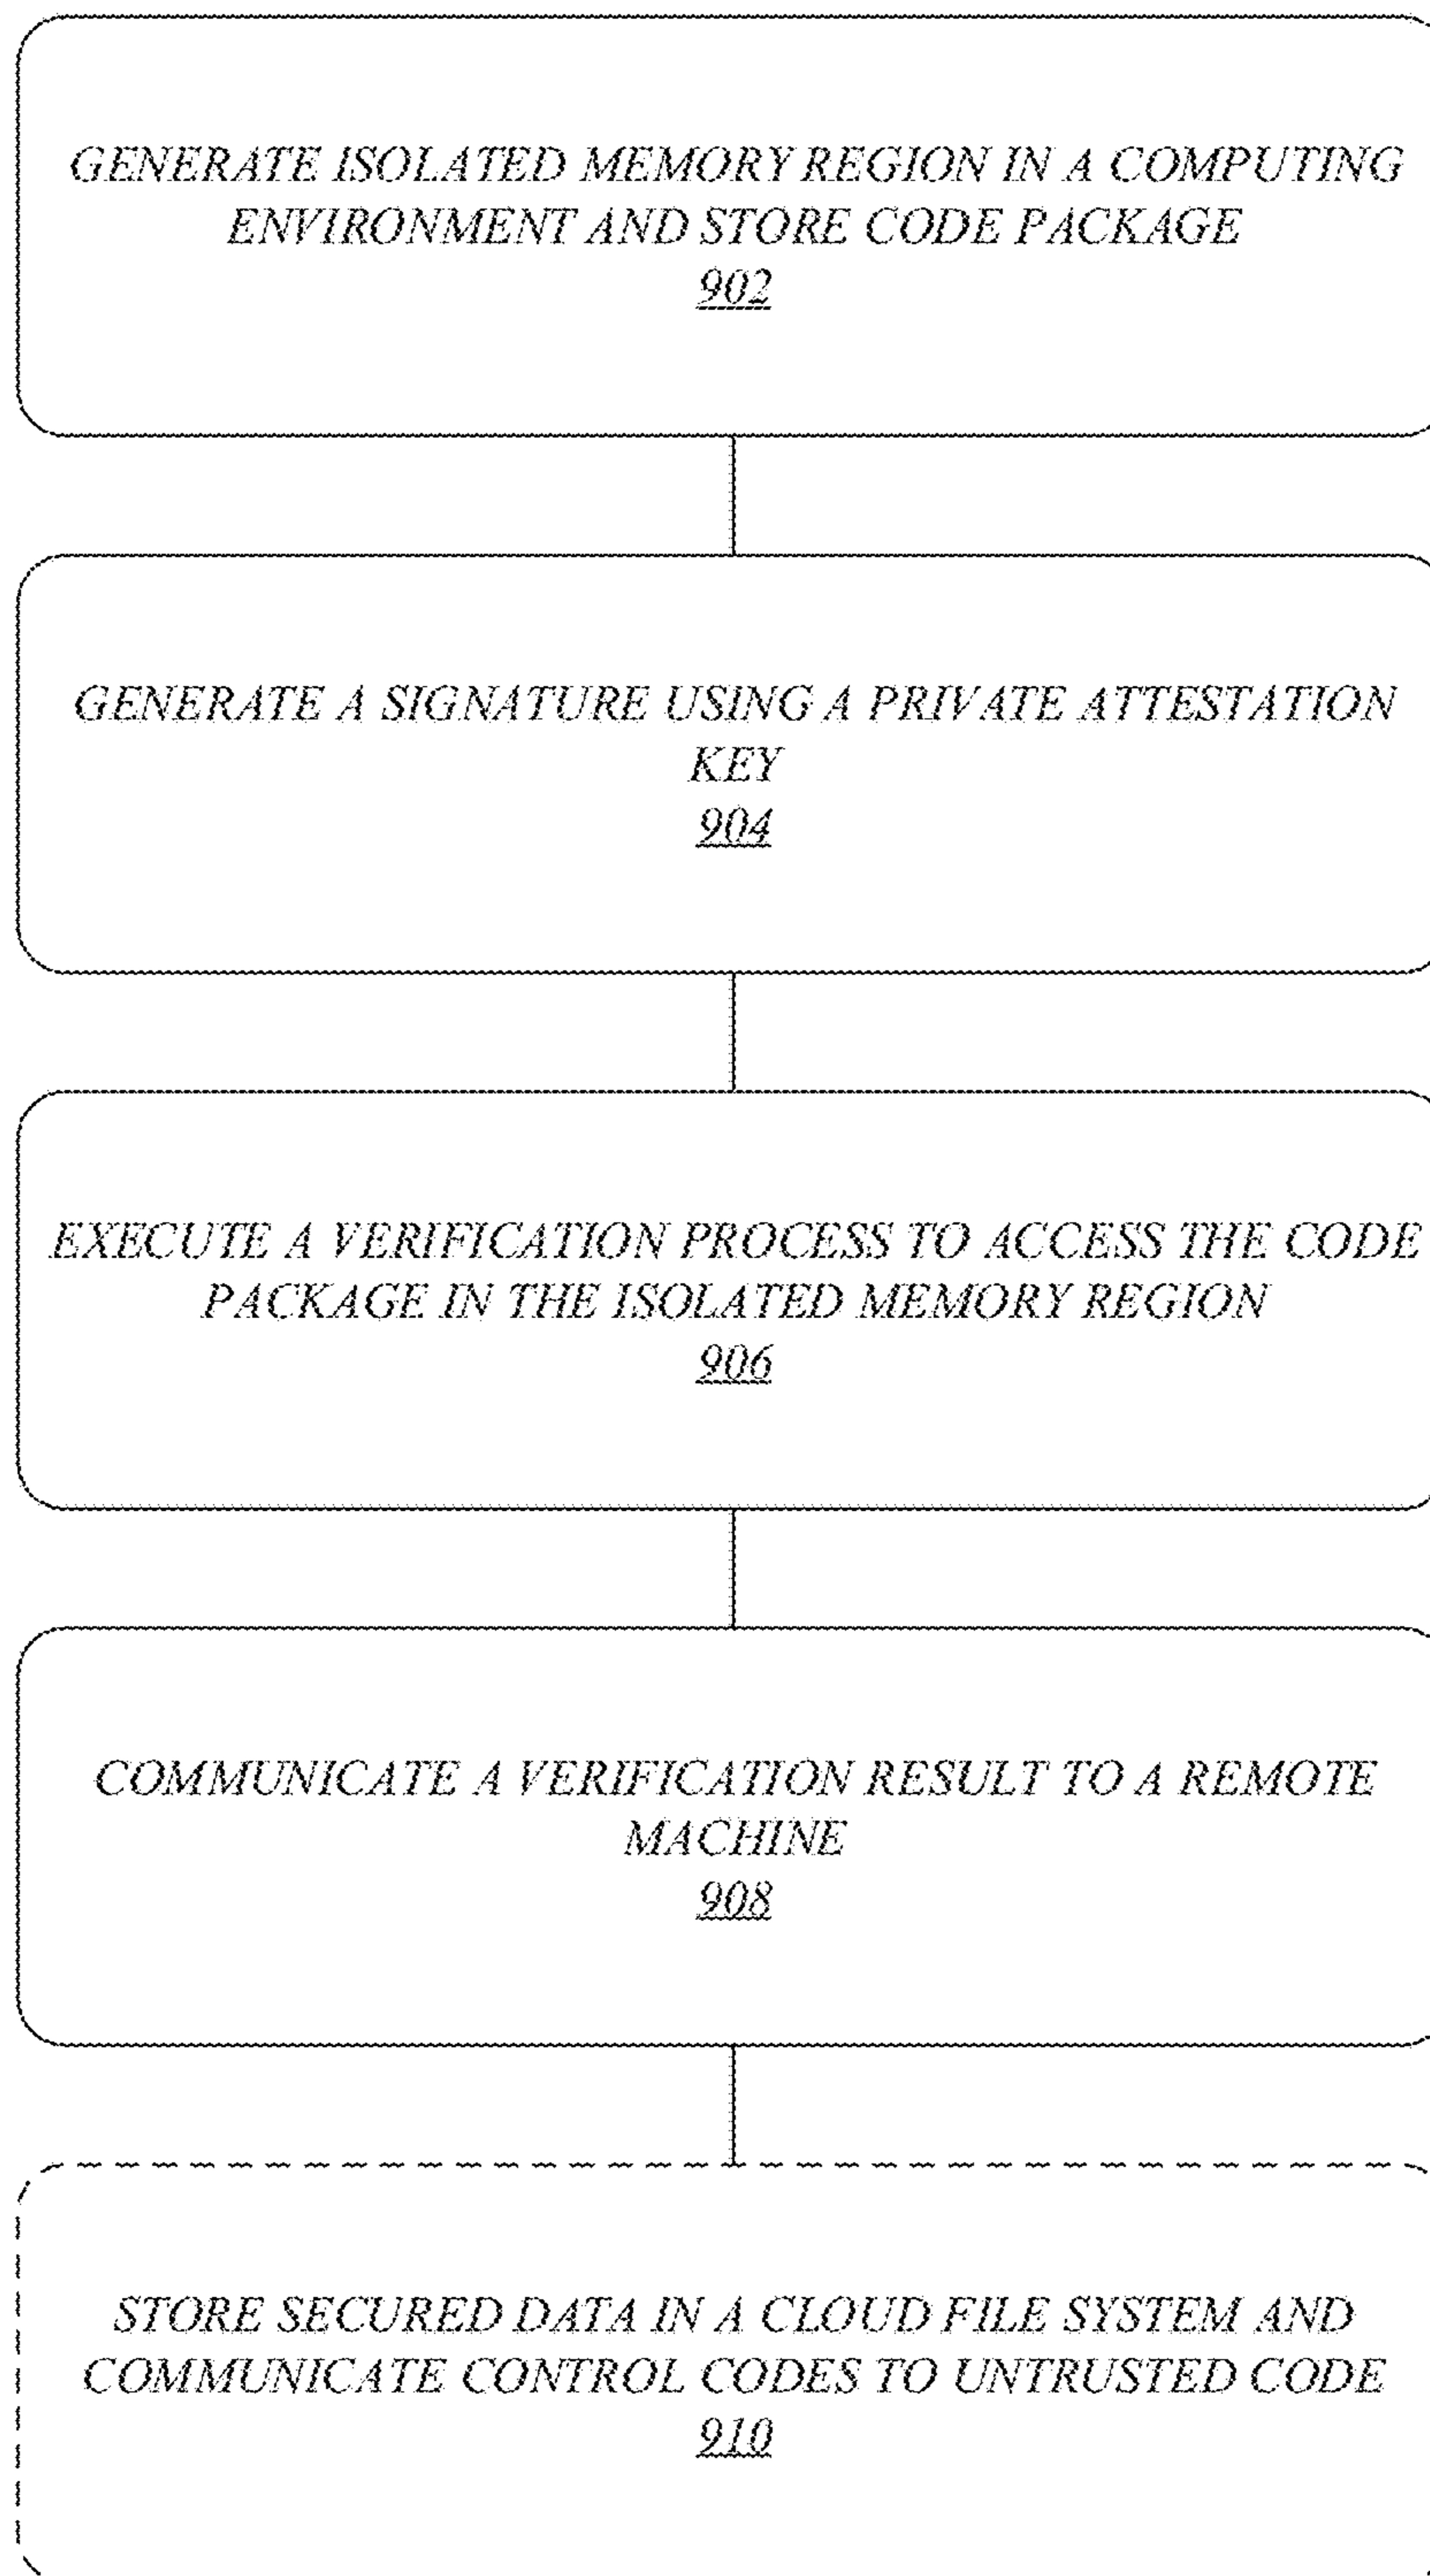 GENERATE ISOLATED MEMORY REGION IN A COMPUTING
ENVIRONMENT AND STORE CODE PACKAGE
902
GENERATE A SIGNATURE USING A PRIVATE ATTESTATION
KEY
904
EXECUTE A VERIFICATION PROCESS TO ACCESS THE CODE
PACKAGE IN THE ISOLATED MEMORY REGION
906
COMMUNICATE A VERIFICATION RESULT TO A REMOTE
MACHINE
908
STORE SECURED DATA IN A CLOUD FILE SYSTEM AND
COMMUNICATE CONTROL CODES TO UNTRUSTED CODE
910